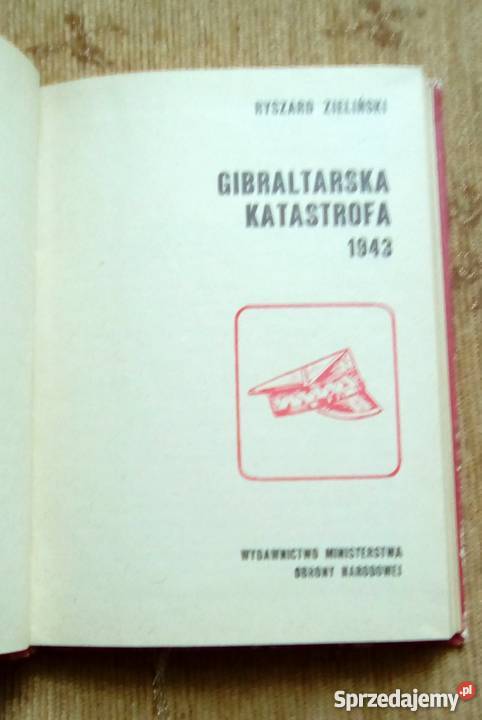 RYSZARD ZIELIŃSKI
GIBRALTARSKA
KATASTROFA
1943
WYDAWNICTWO MINISTERSTWA
OBRONY NARODOWEJ
Sprzedajemy.pl